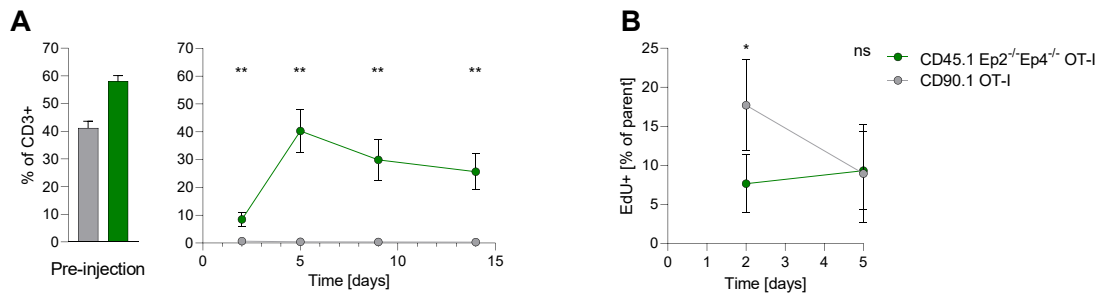 A
% of CD3+
70
60
50
40
30
20
10
0
Pre-injection
70
60
50
40
30
20
10
0
** ** ** **
0 5 10 15
Time [days]
B
EdU+ [% of parent]
25
20
15
10
5
0
* ns
0 1 2 3 4 5
Time [days]
CD45.1 Ep2-/-Ep4-/- OT-I
CD90.1 OT-I